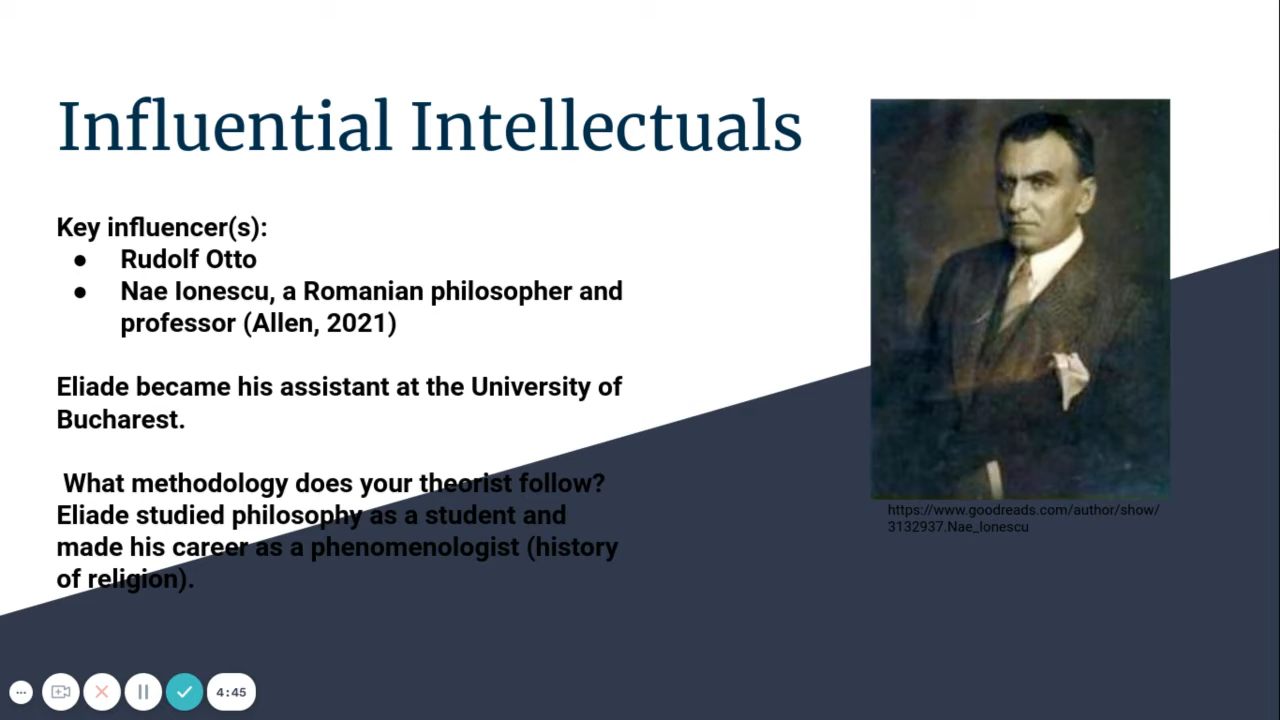 Influential Intellectuals
Key influencer(s):
● Rudolf Otto
● Nae Ionescu, a Romanian philosopher and
professor (Allen, 2021)
Eliade became his assistant at the University of
Bucharest.
What methodology does your theorist follow?
Eliade studied philosophy as a student and
made his career as a phenomenologist (history
of religion).
https://www.goodreads.com/author/show/
3132937.Nae_Ionescu
4:45